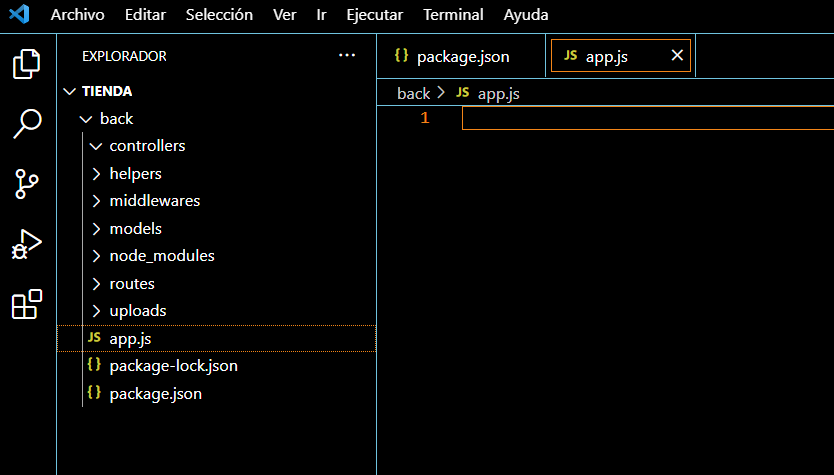 Archivo Editar Selección Ver Ir Ejecutar Terminal Ayuda
EXPLORADOR ...
TIENDA
back
controllers
helpers
middlewares
models
node_modules
routes
uploads
JS app.js
{} package-lock.json
{} package.json
{} package.json JS app.js
back > JS app.js
1